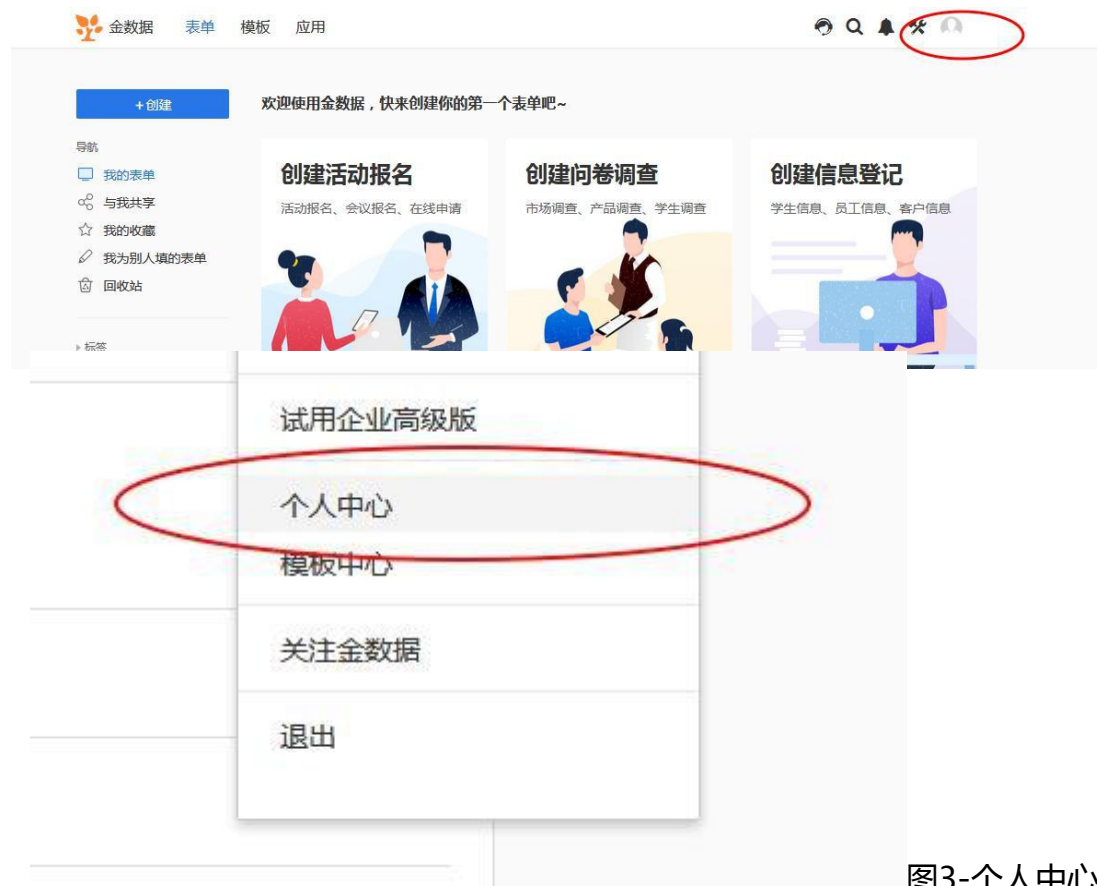 金数据 表单 模板 应用
+创建 欢迎使用金数据，快来创建你的第一个表单吧~
导航
我的表单
与我共享
我的收藏
我为别人填的表单
回收站
标签
创建活动报名
活动报名、会议报名、在线申请
创建问卷调查
市场调查、产品调查、学生调查
创建信息登记
学生信息、员工信息、客户信息
试用企业高级版
个人中心
模板中心
关注金数据
退出
图3-个人中心